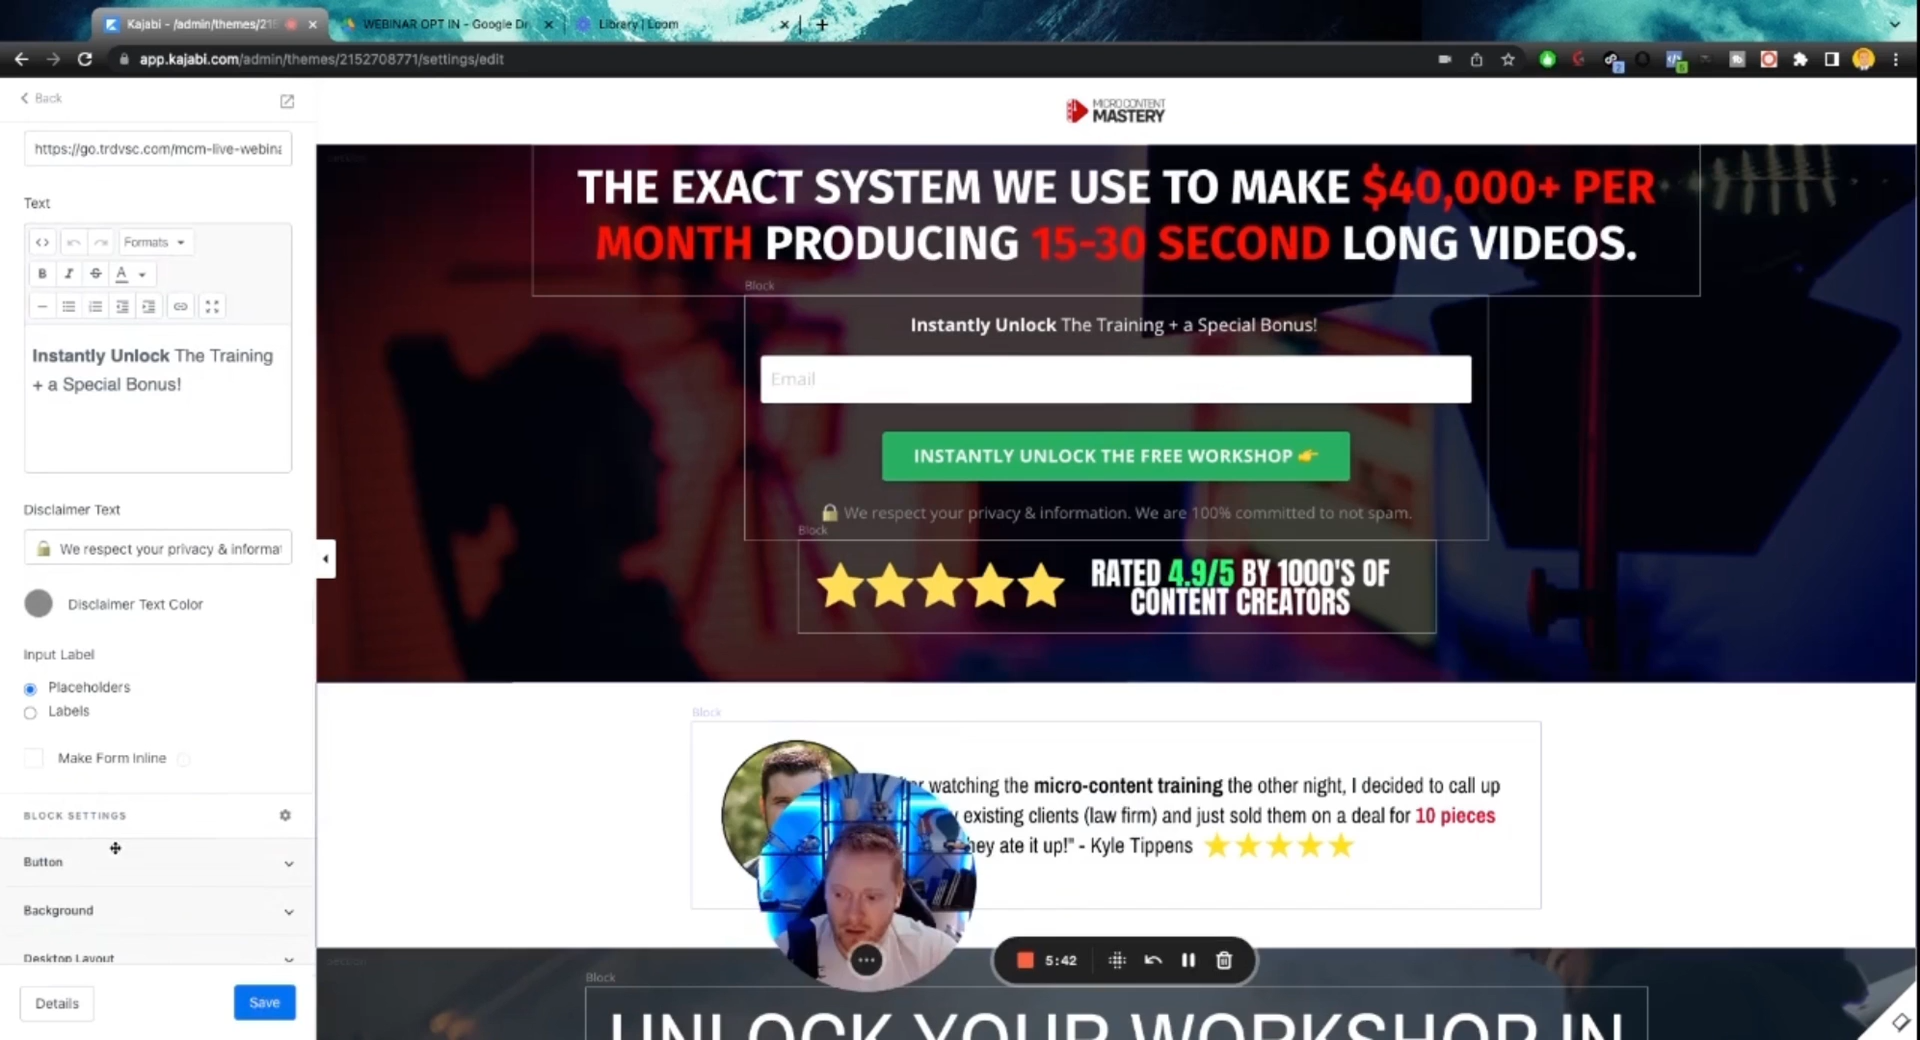 Kajabi - /admin/themes/215
WEBINAR OPT IN - Google Dr
Library | Loom
app.kajabi.com/admin/themes/2152708771/settings/edit
Back
https://go.trdvsc.com/mcm-live-webina
Text
Formats
B
A
Instantly Unlock The Training
+ a Special Bonus!
Disclaimer Text
We respect your privacy & informat
Disclaimer Text Color
Input Label
Placeholders
Labels
Make Form Inline
BLOCK SETTINGS
Button
Background
Desktop Layout
Details
Save
MICRO CONTENT
MASTERY
THE EXACT SYSTEM WE USE TO MAKE $40,000+ PER
MONTH PRODUCING 15-30 SECOND LONG VIDEOS.
Block
Instantly Unlock The Training + a Special Bonus!
Email
INSTANTLY UNLOCK THE FREE WORKSHOP
We respect your privacy & information. We are 100% committed to not spam.
Block
RATED 4.9/5 BY 1000'S OF
CONTENT CREATORS
Block
watching the micro-content training the other night, I decided to call up
existing clients (law firm) and just sold them on a deal for 10 pieces
hey ate it up!" - Kyle Tippens
5:42
Block
UNLOCK YOUR WORKSHOP IN